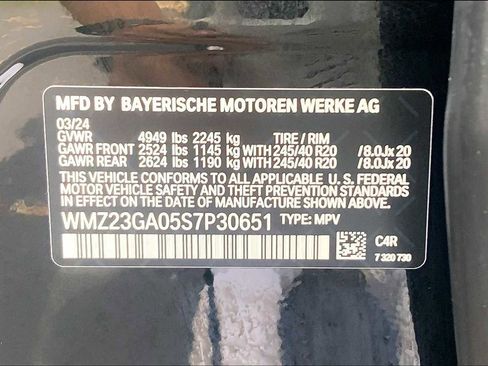 MFD BY BAYERISCHE MOTOREN WERKE AG
03/24
GVWR 4949 lbs 2245 kg TIRE / RIM
GAWR FRONT 2524 lbs 1145 kg WITH 245/40 R20 /8.0Jx20
GAWR REAR 2624 lbs 1190 kg WITH 245/40 R20 /8.0Jx20
THIS VEHICLE CONFORMS TO ALL APPLICABLE U. S. FEDERAL
MOTOR VEHICLE SAFETY AND THEFT PREVENTION STANDARDS
IN EFFECT ON THE DATE OF MANUFACTURE SHOWN ABOVE.
WMZ23GA05S7P30651 TYPE: MPV
C4R
7 320 730